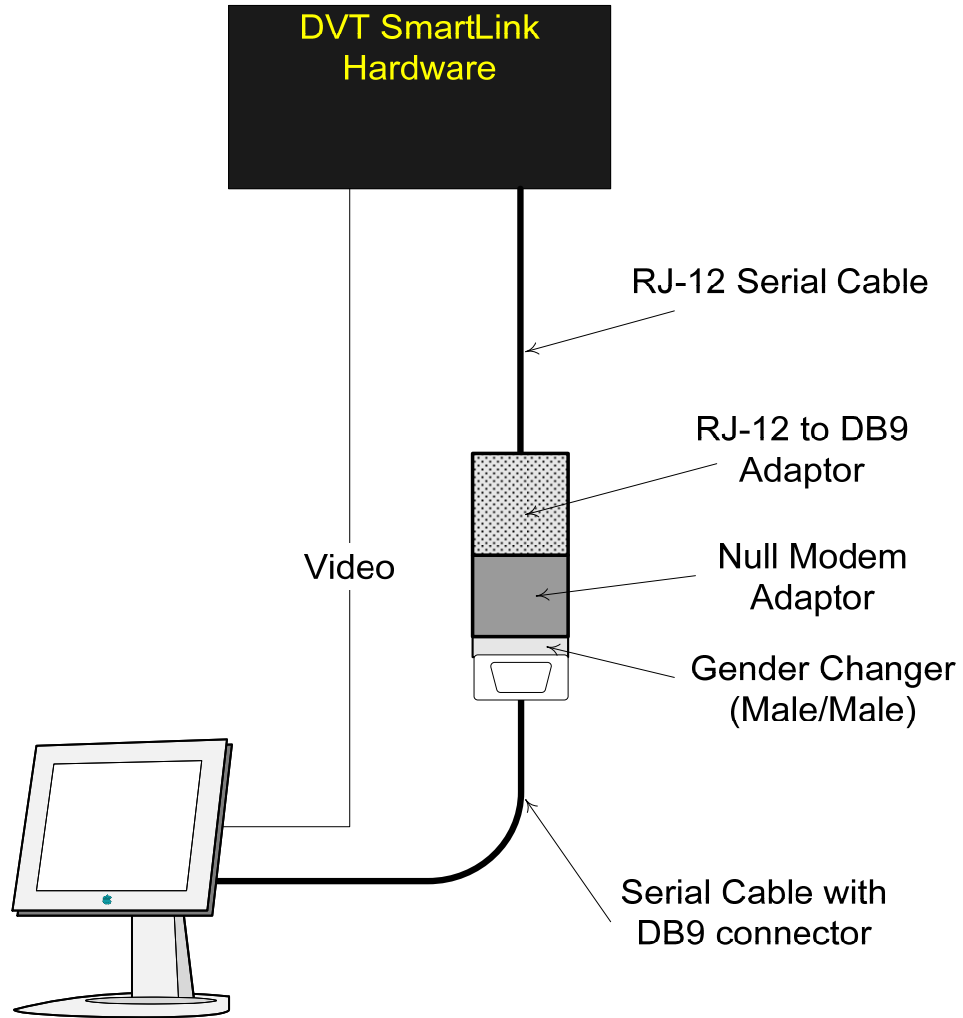 DVT SmartLink
Hardware
RJ-12 Serial Cable
RJ-12 to DB9
Adaptor
Video
Null Modem
Adaptor
Gender Changer
(Male/Male)
Serial Cable with
DB9 connector